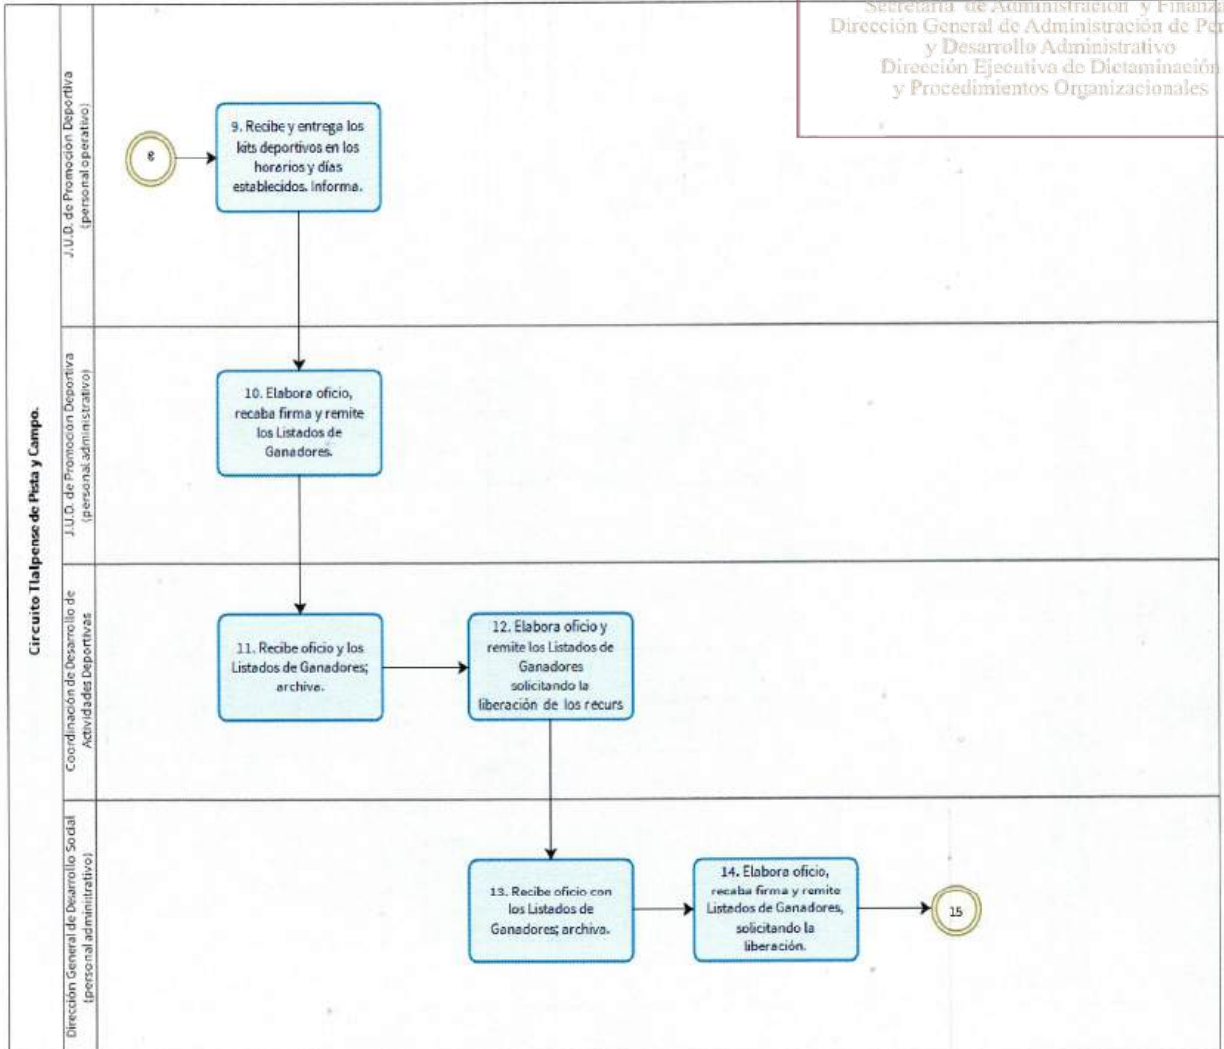 Secretaría de Administración y Finanza
Dirección General de Administración de Per
y Desarrollo Administrativo
Dirección Ejecutiva de Dictaminación
y Procedimientos Organizacionales
Circuito Tlalpense de Pista y Campo.
J.U.D. de Promoción Deportiva
(personal operativo)
8
9. Recibe y entrega los
kits deportivos en los
horarios y días
establecidos. Informa.
J.U.D. de Promoción Deportiva
(personal administrativo)
10. Elabora oficio,
recaba firma y remite
los Listados de
Ganadores.
Coordinación de Desarrollo de
Actividades Deportivas
11. Recibe oficio y los
Listados de Ganadores;
archiva.
12. Elabora oficio y
remite los Listados de
Ganadores
solicitando la
liberación de los recurs
Dirección General de Desarrollo Social
(personal administrativo)
13. Recibe oficio con
los Listados de
Ganadores; archiva.
14. Elabora oficio,
recaba firma y remite
Listados de Ganadores,
solicitando la
liberación.
15